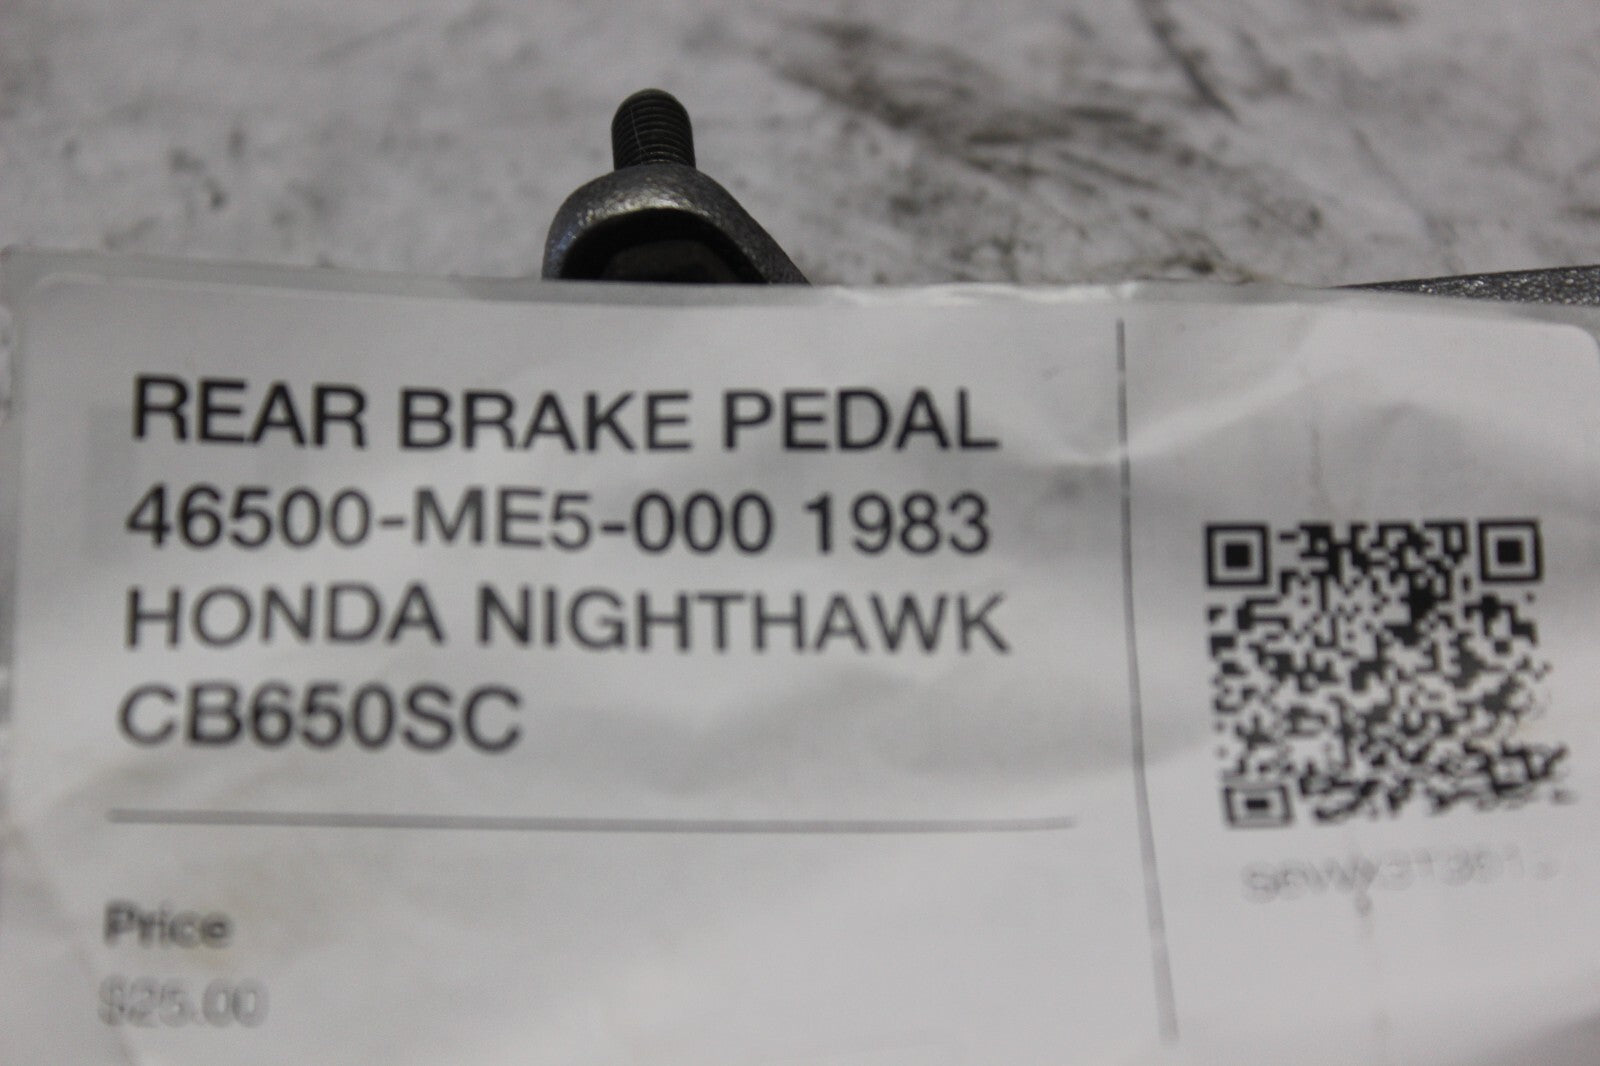 REAR BRAKE PEDAL
46500-ME5-000 1983
HONDA NIGHTHAWK
CB650SC
Price
$25.00